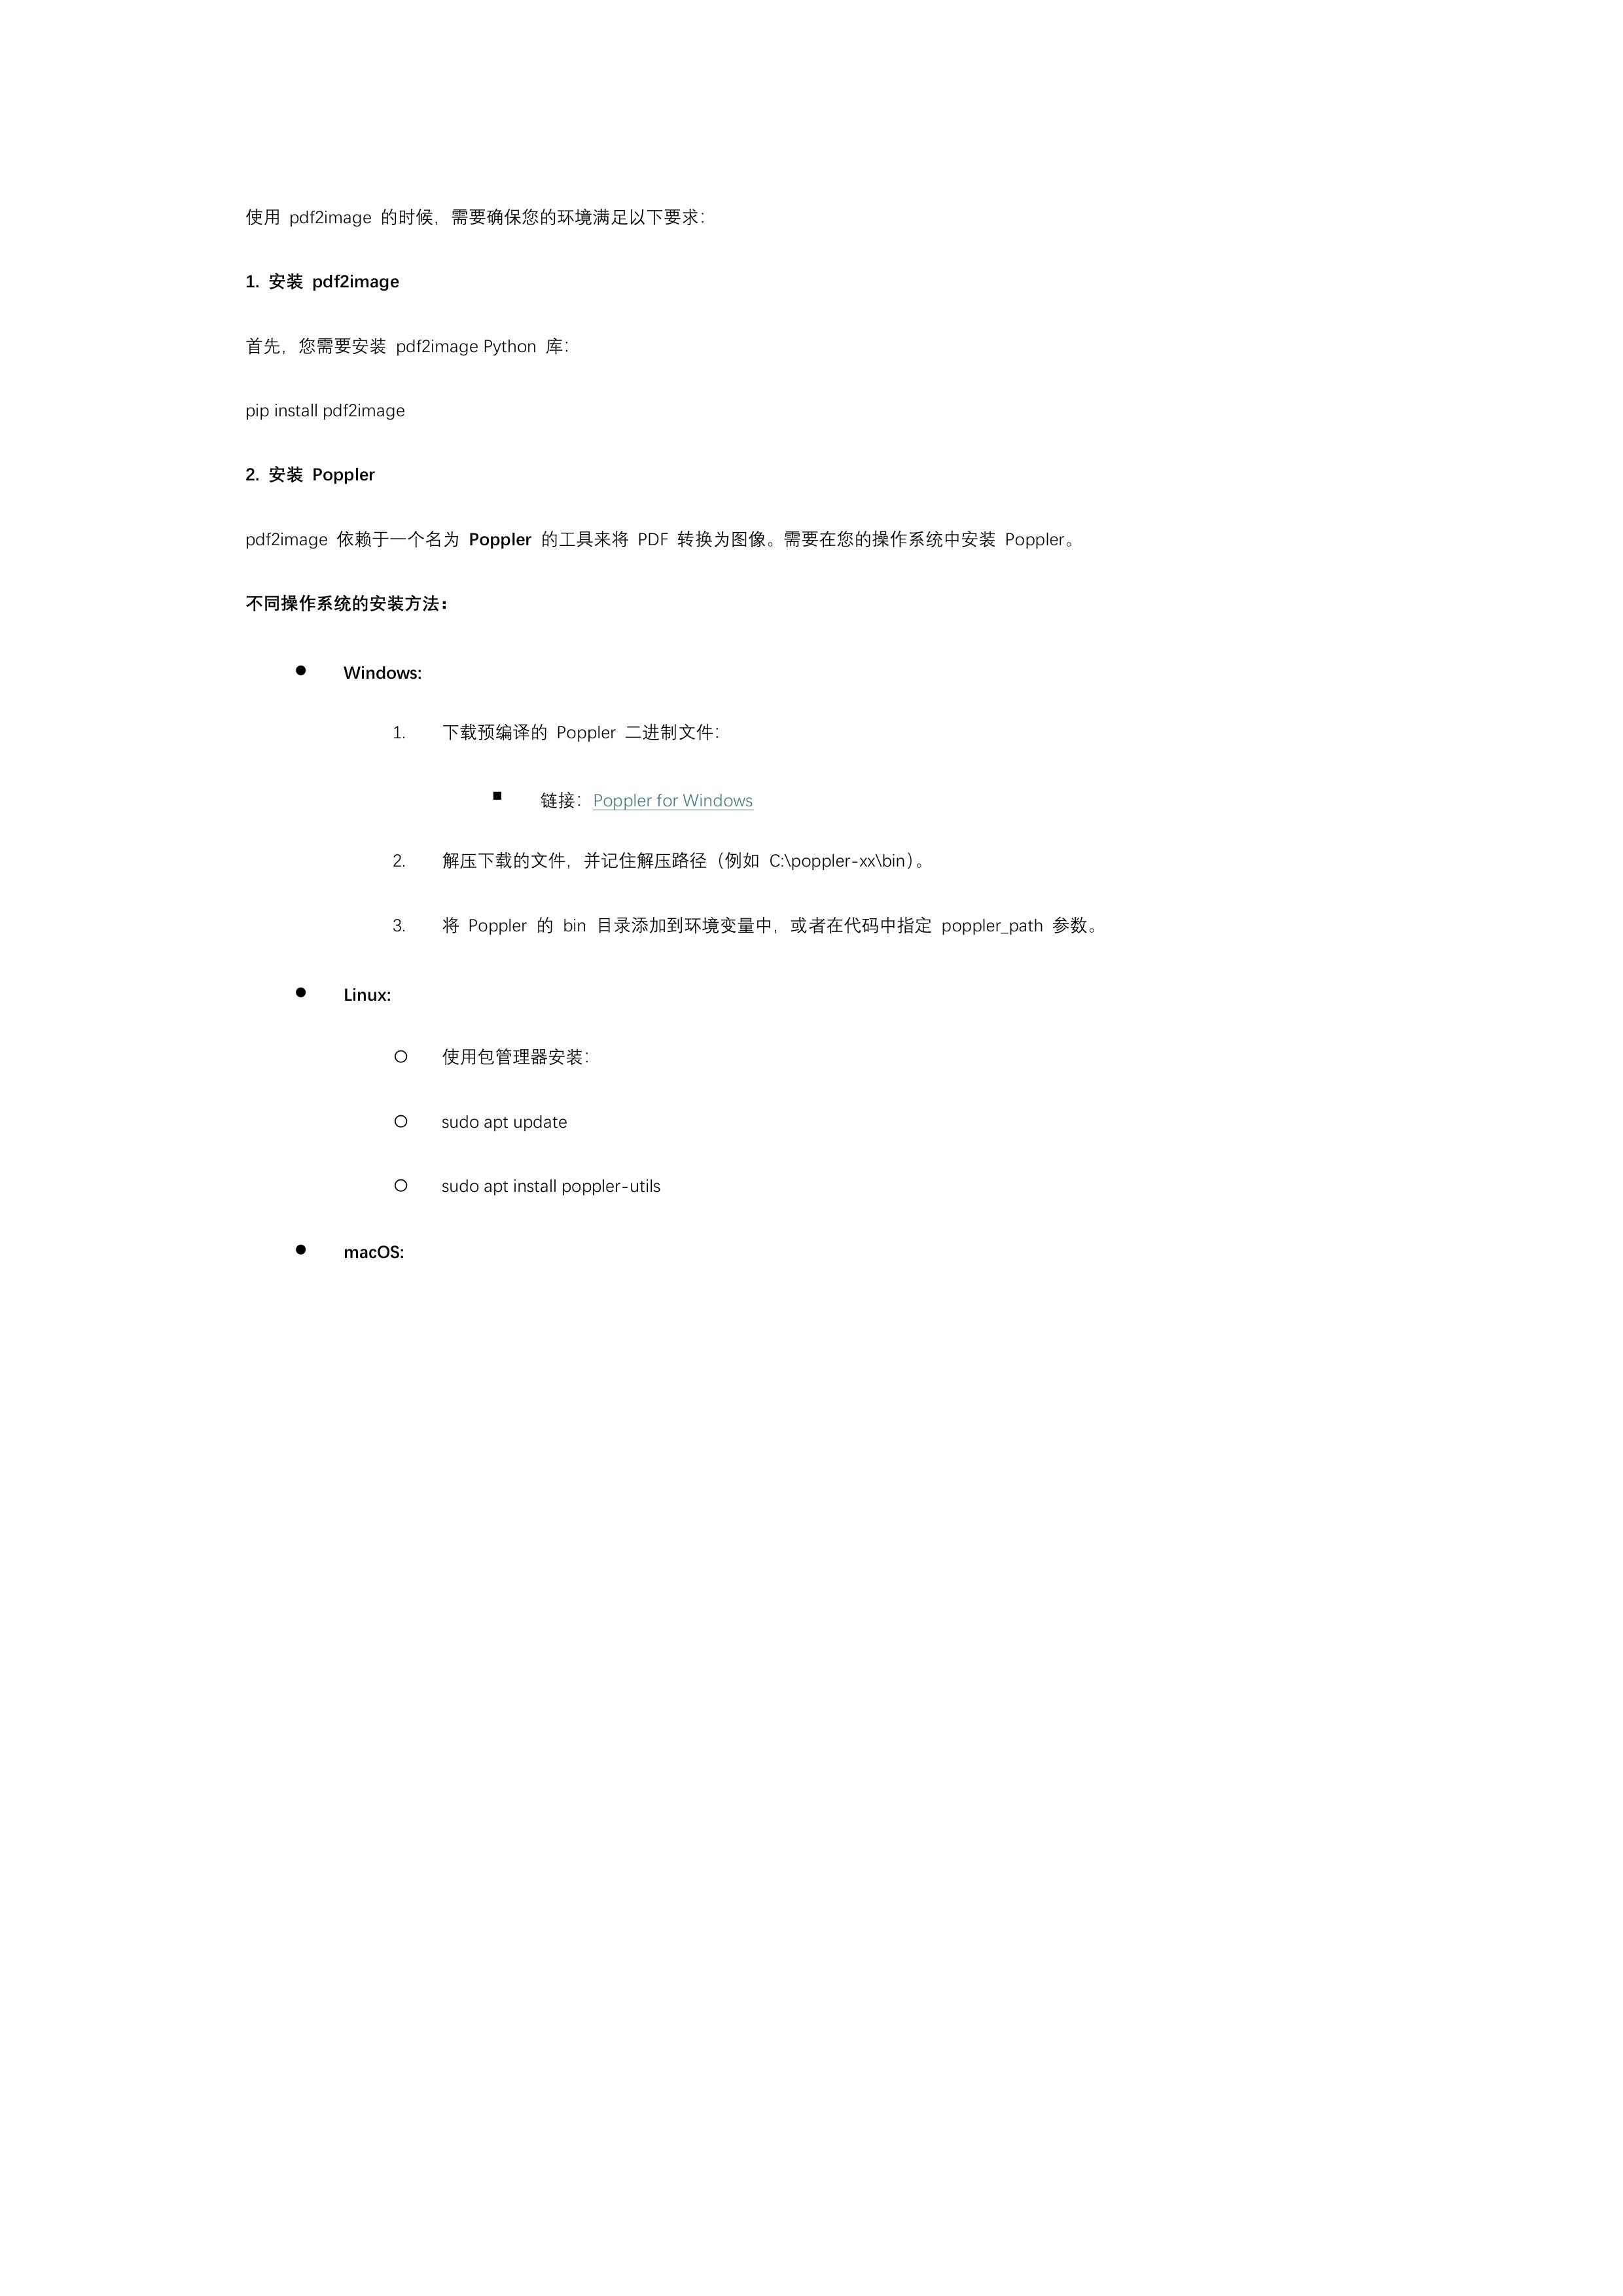 使用 pdf2image 的时候，需要确保您的环境满足以下要求：
1. 安装 pdf2image
首先，您需要安装 pdf2image Python 库：
pip install pdf2image
2. 安装 Poppler
pdf2image 依赖于一个名为 Poppler 的工具来将 PDF 转换为图像。需要在您的操作系统中安装 Poppler。
不同操作系统的安装方法：
● Windows:
1. 下载预编译的 Poppler 二进制文件：
■ 链接：Poppler for Windows
2. 解压下载的文件，并记住解压路径（例如 C:\poppler-xx\bin）。
3. 将 Poppler 的 bin 目录添加到环境变量中，或者在代码中指定 poppler_path 参数。
● Linux:
○ 使用包管理器安装：
○ sudo apt update
○ sudo apt install poppler-utils
● macOS: